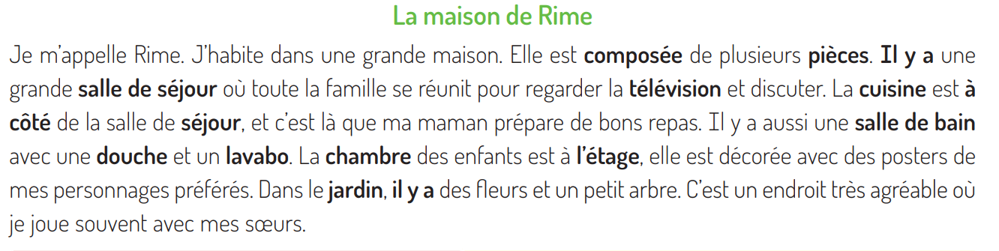 La maison de Rime
Je m'appelle Rime. J'habite dans une grande maison. Elle est composée de plusieurs pièces. Il y a une
grande salle de séjour où toute la famille se réunit pour regarder la télévision et discuter. La cuisine est à
côté de la salle de séjour, et c'est là que ma maman prépare de bons repas. Il y a aussi une salle de bain
avec une douche et un lavabo. La chambre des enfants est à l'étage, elle est décorée avec des posters de
mes personnages préférés. Dans le jardin, il y a des fleurs et un petit arbre. C'est un endroit très agréable où
je joue souvent avec mes sœurs.